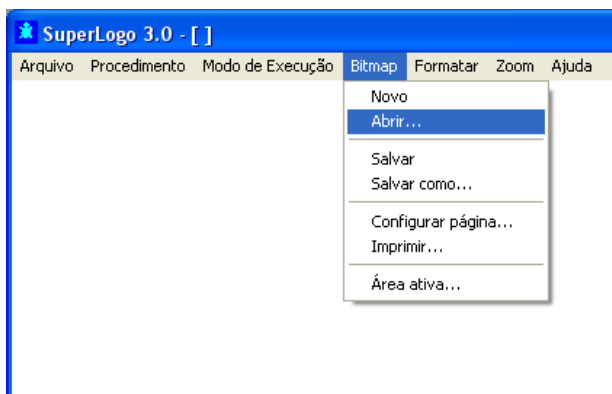 SuperLogo 3.0 - [ ]
Arquivo Procedimento Modo de Execução Bitmap Formatar Zoom Ajuda
Novo
Abrir...
Salvar
Salvar como...
Configurar página...
Imprimir...
Área ativa...